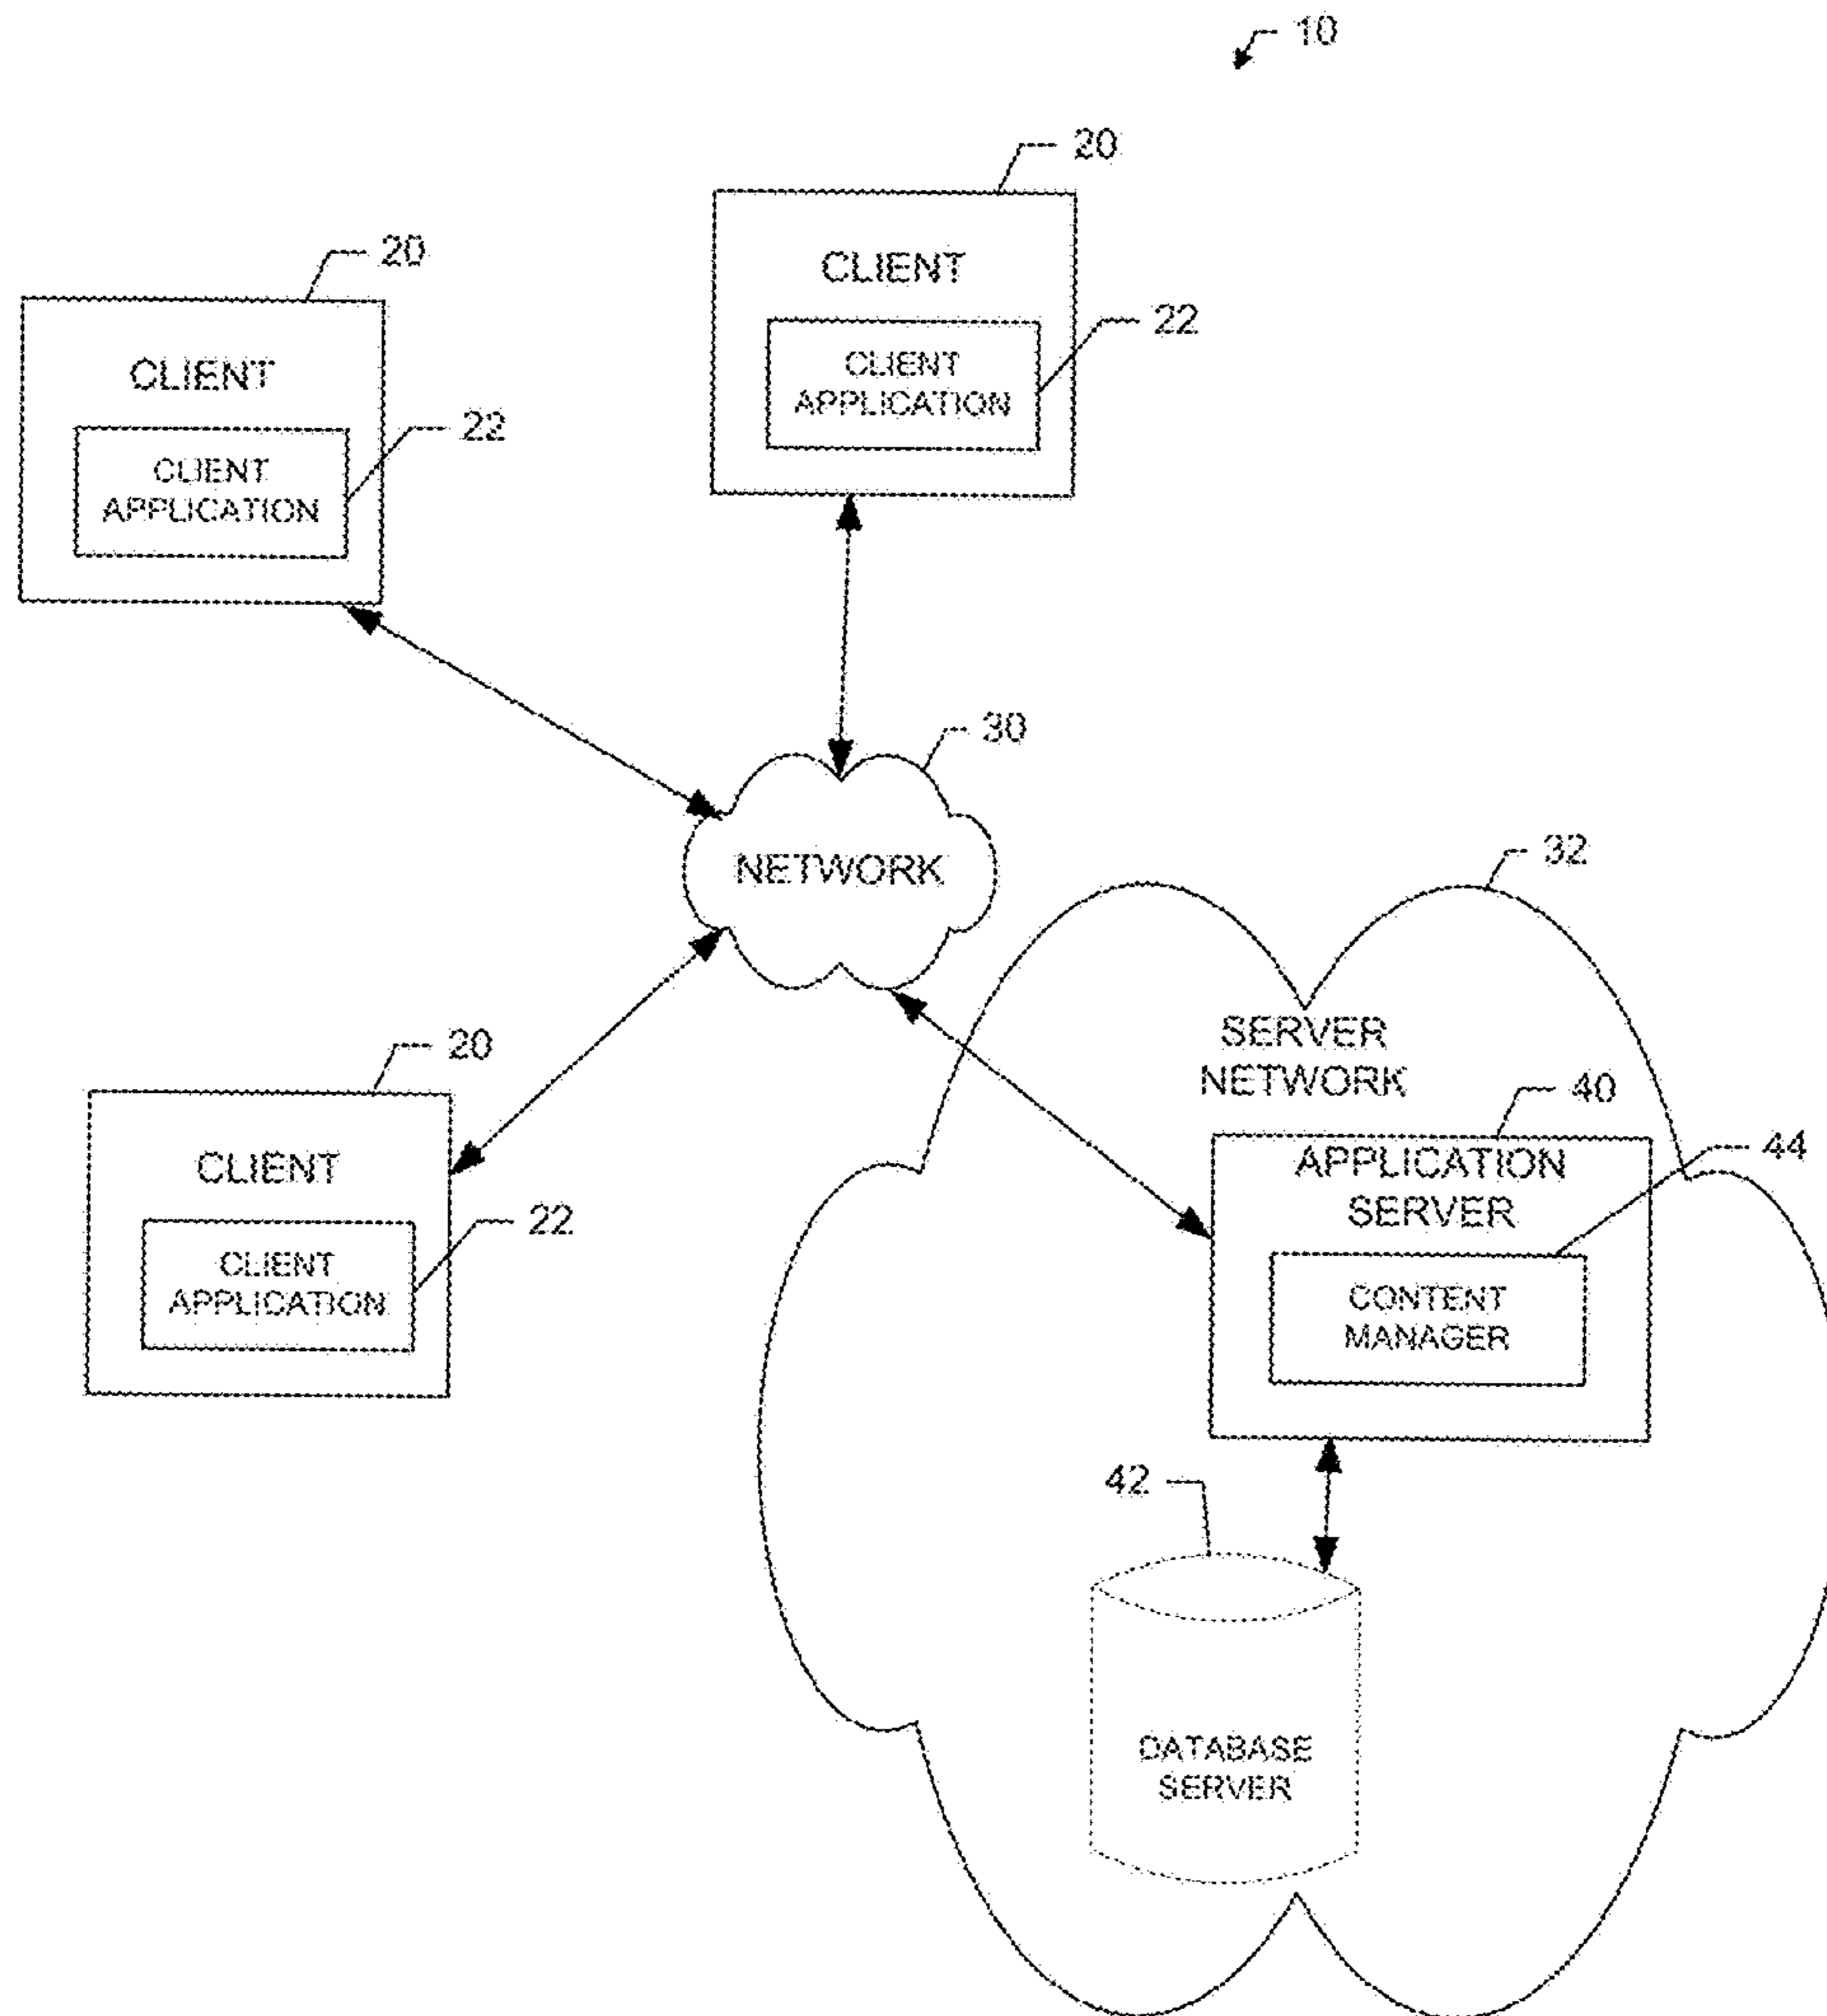 10
20
CLIENT
22
CLIENT
APPLICATION
20
CLIENT
22
CLIENT
APPLICATION
30
NETWORK
32
SERVER
NETWORK
20
CLIENT
22
CLIENT
APPLICATION
40
44
APPLICATION
SERVER
CONTENT
MANAGER
42
DATABASE
SERVER